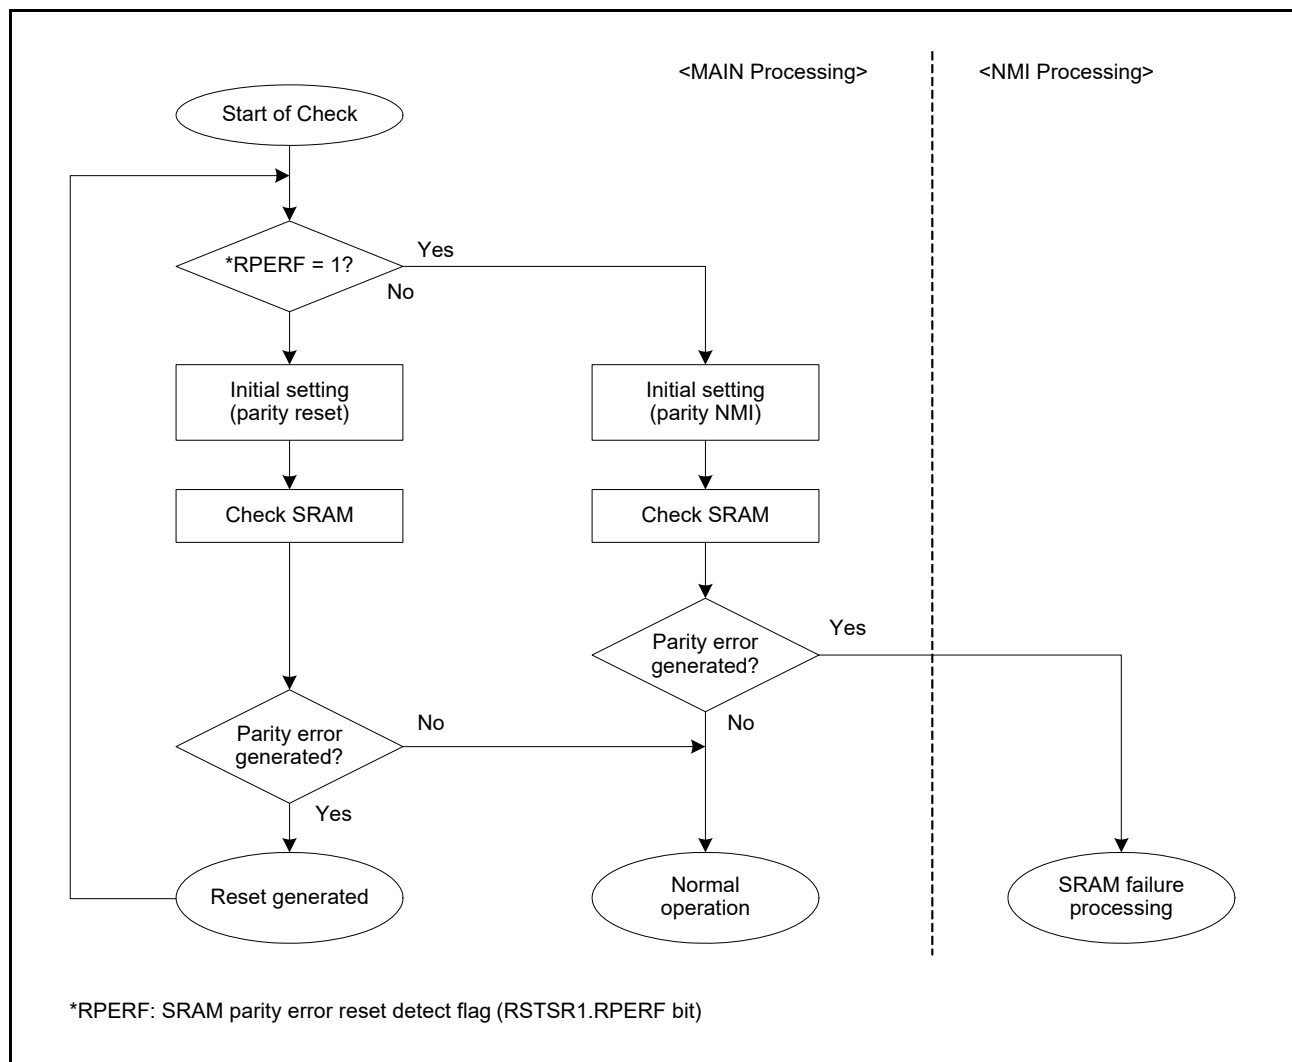 <MAIN Processing>
<NMI Processing>
Start of Check
*RPERF = 1?
Yes
No
Initial setting
(parity reset)
Initial setting
(parity NMI)
Check SRAM
Check SRAM
Parity error
generated?
Yes
No
Parity error
generated?
No
Yes
Reset generated
Normal
operation
SRAM failure
processing
*RPERF: SRAM parity error reset detect flag (RSTSR1.RPERF bit)